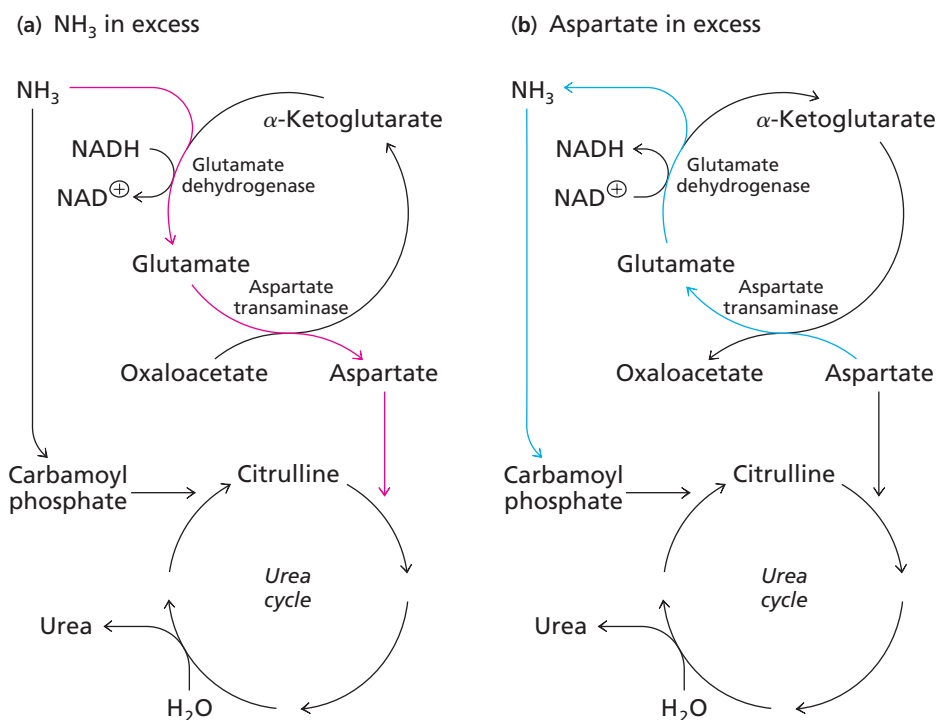 (a) NH₃ in excess
NH₃
α-Ketoglutarate
NADH
NAD⊕
Glutamate
dehydrogenase
Glutamate
Aspartate
transaminase
Oxaloacetate
Aspartate
Carbamoyl
phosphate
Citrulline
Urea
cycle
Urea
H₂O
(b) Aspartate in excess
NH₃
α-Ketoglutarate
NADH
NAD⊕
Glutamate
dehydrogenase
Glutamate
Aspartate
transaminase
Oxaloacetate
Aspartate
Carbamoyl
phosphate
Citrulline
Urea
cycle
Urea
H₂O